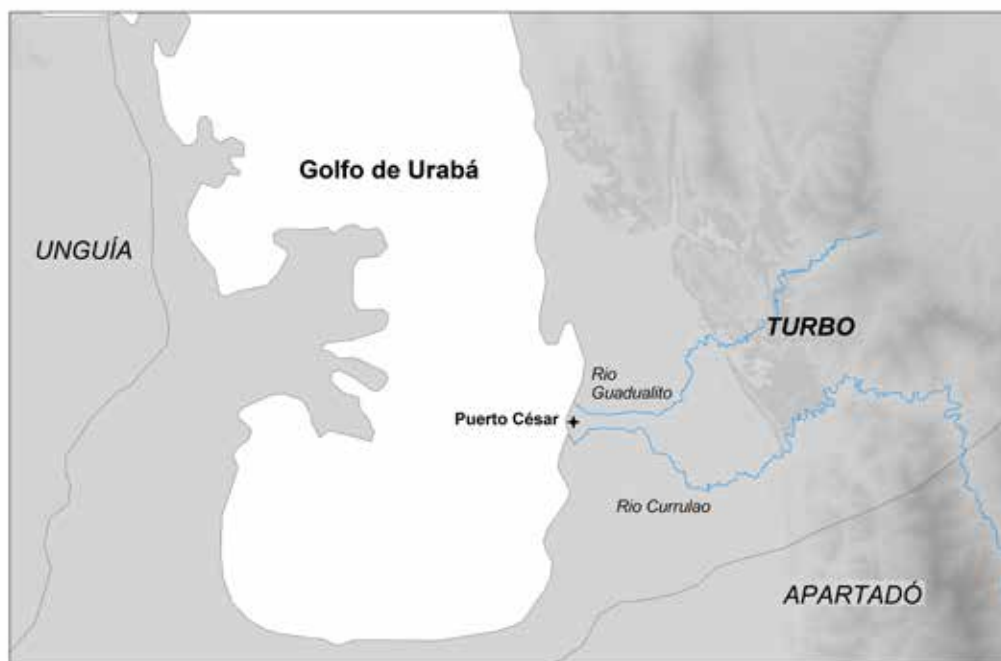 Golfo de Urabá
UNGUÍA
TURBO
Rio
Guadualito
Puerto César
Rio Currulao
APARTADÓ